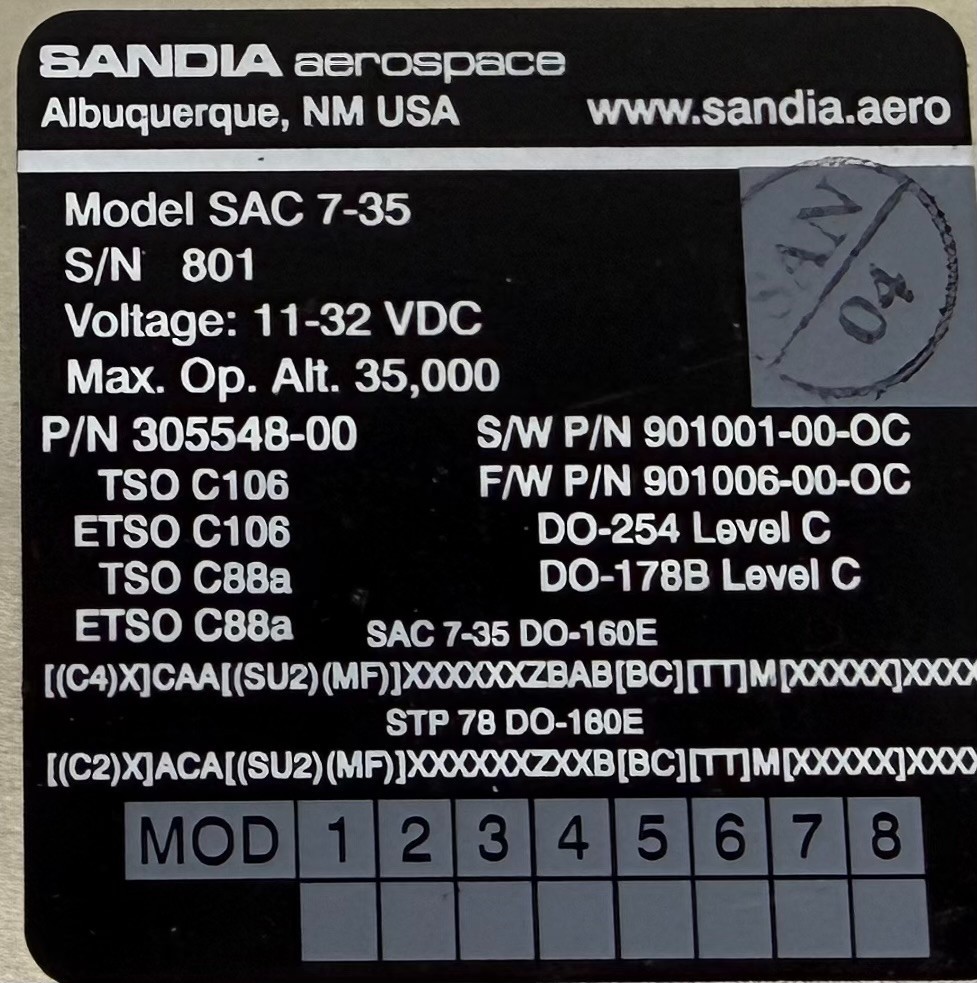 SANDIA aerospace
Albuquerque, NM USA www.sandia.aero
Model SAC 7-35
S/N 801
SAN
04
Voltage: 11-32 VDC
Max. Op. Alt. 35,000
P/N 305548-00 S/W P/N 901001-00-OC
TSO C106 F/W P/N 901006-00-OC
ETSO C106 DO-254 Level C
TSO C88a DO-178B Level C
ETSO C88a
SAC 7-35 DO-160E
[(C4)X]CAA[(SU2)(MF)]XXXXXXZBAB[BC][TT]M[XXXXX]XXXX
STP 78 DO-160E
[(C2)X]ACA[(SU2)(MF)]XXXXXXZXXB[BC][TT]M[XXXXX]XXXX
MOD 1 2 3 4 5 6 7 8